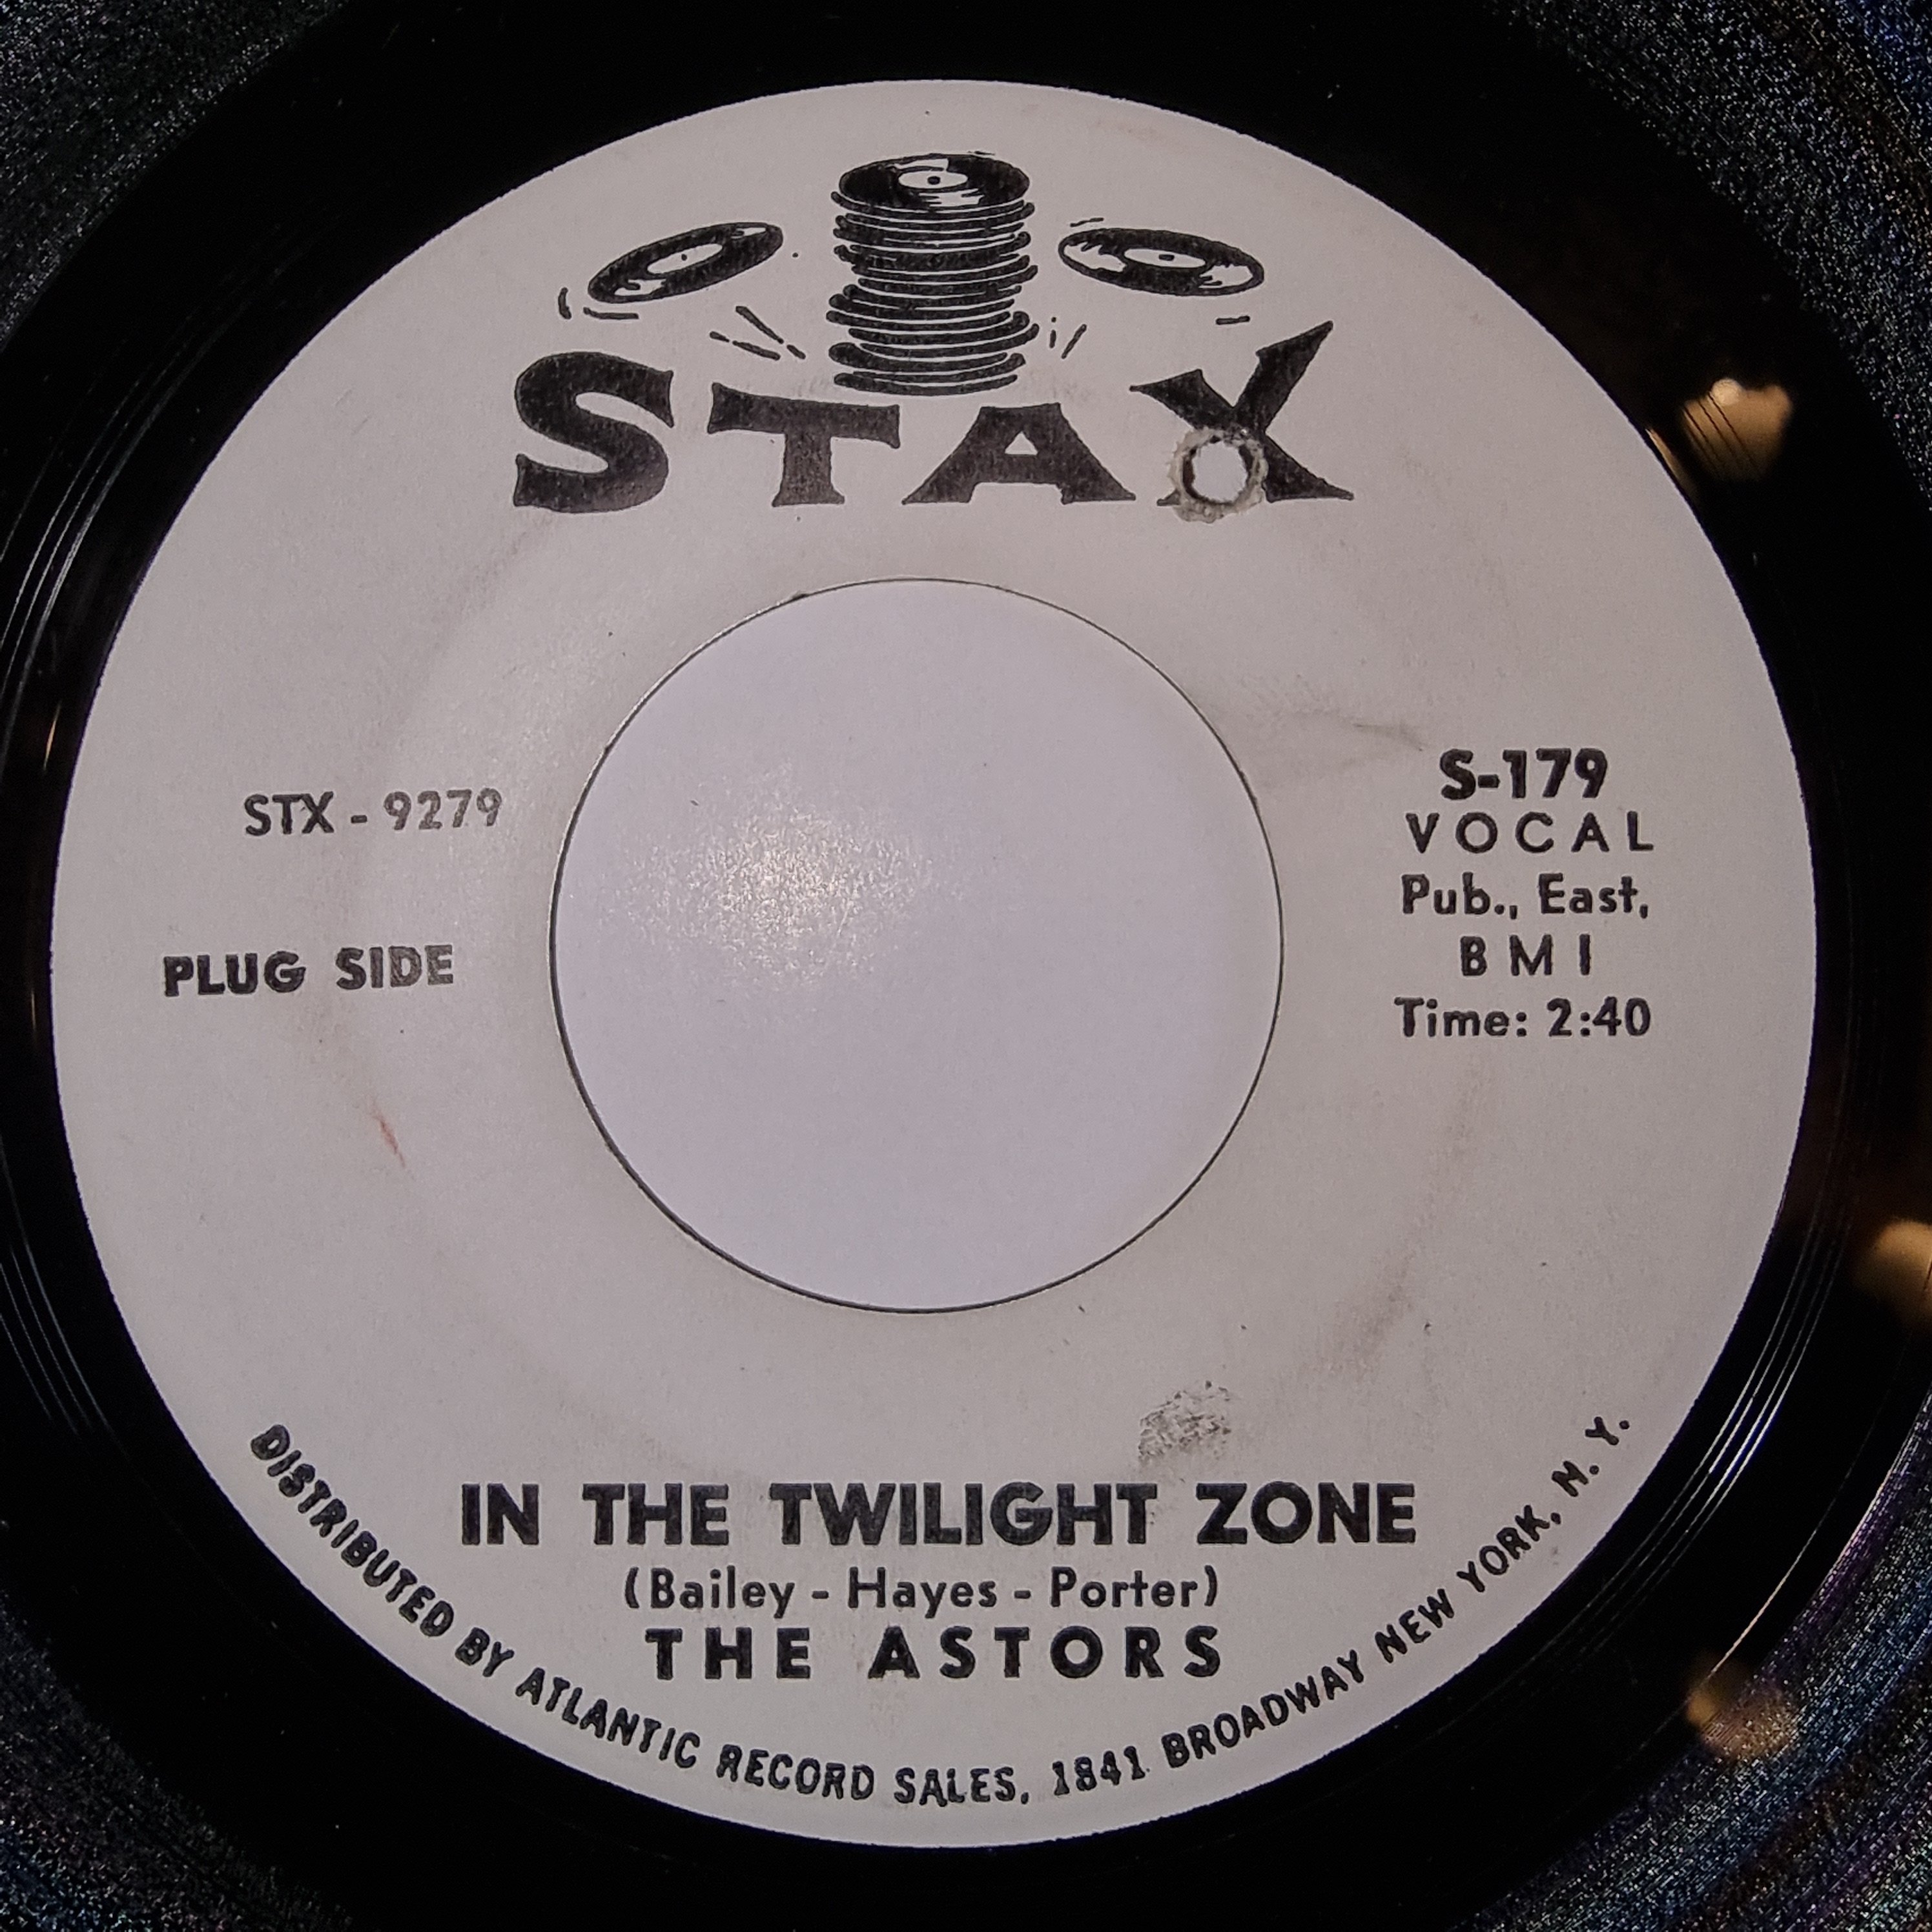 STAX
STX - 9279
PLUG SIDE
S-179
VOCAL
Pub., East,
BMI
Time: 2:40
IN THE TWILIGHT ZONE
(Bailey - Hayes - Porter)
THE ASTORS
DISTRIBUTED BY ATLANTIC RECORD SALES, 1841 BROADWAY NEW YORK, N. Y.